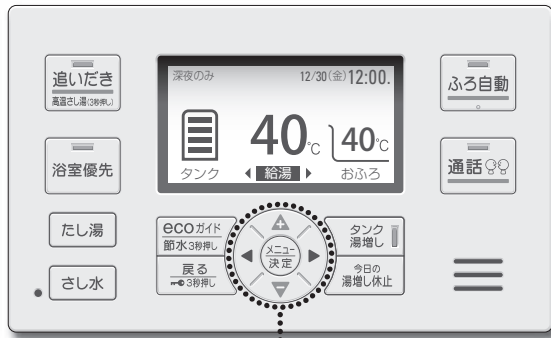 追いだき
高温さし湯(3秒押し)
浴室優先
たし湯
さし水
深夜のみ
12/30(金)12:00.
40℃
40℃
タンク
給湯
おふろ
ecoガイド
節水3秒押し
戻る
3秒押し
メニュー
決定
タンク
湯増し
今日の
湯増し休止
ふろ自動
通話